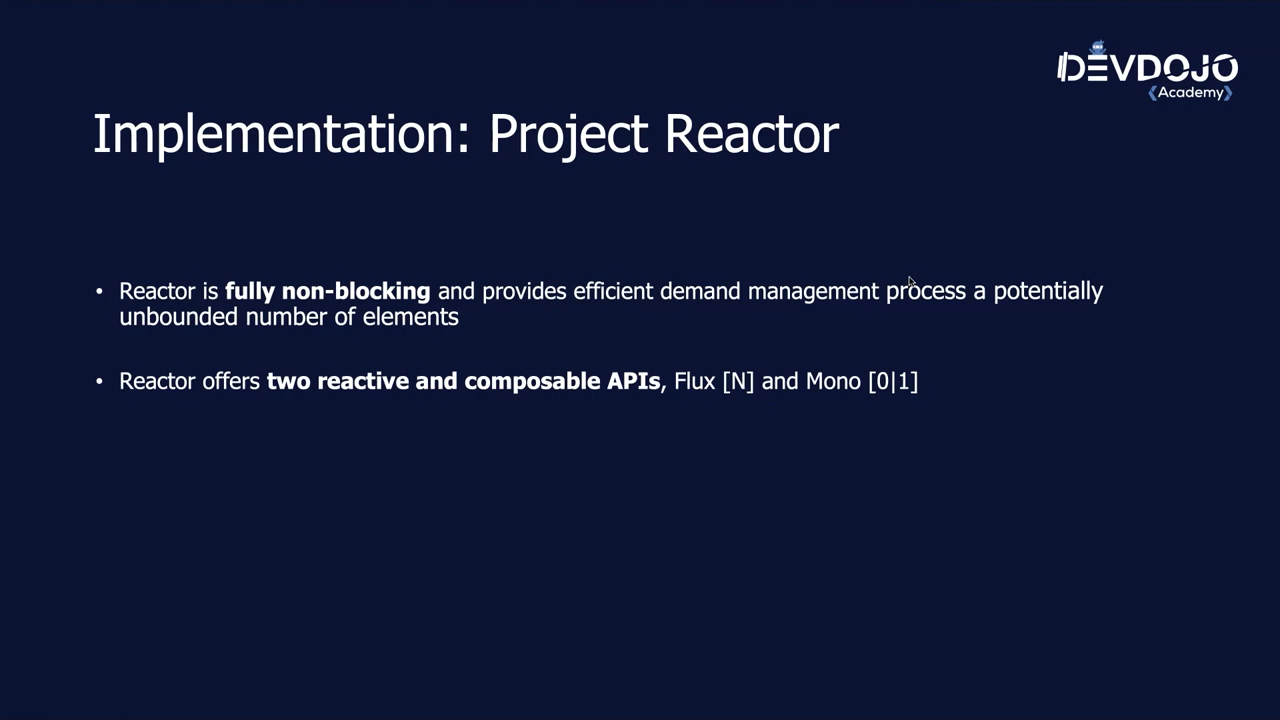 DEVDOJO
Academy
Implementation: Project Reactor
• Reactor is fully non-blocking and provides efficient demand management process a potentially
unbounded number of elements
• Reactor offers two reactive and composable APIs, Flux [N] and Mono [0|1]